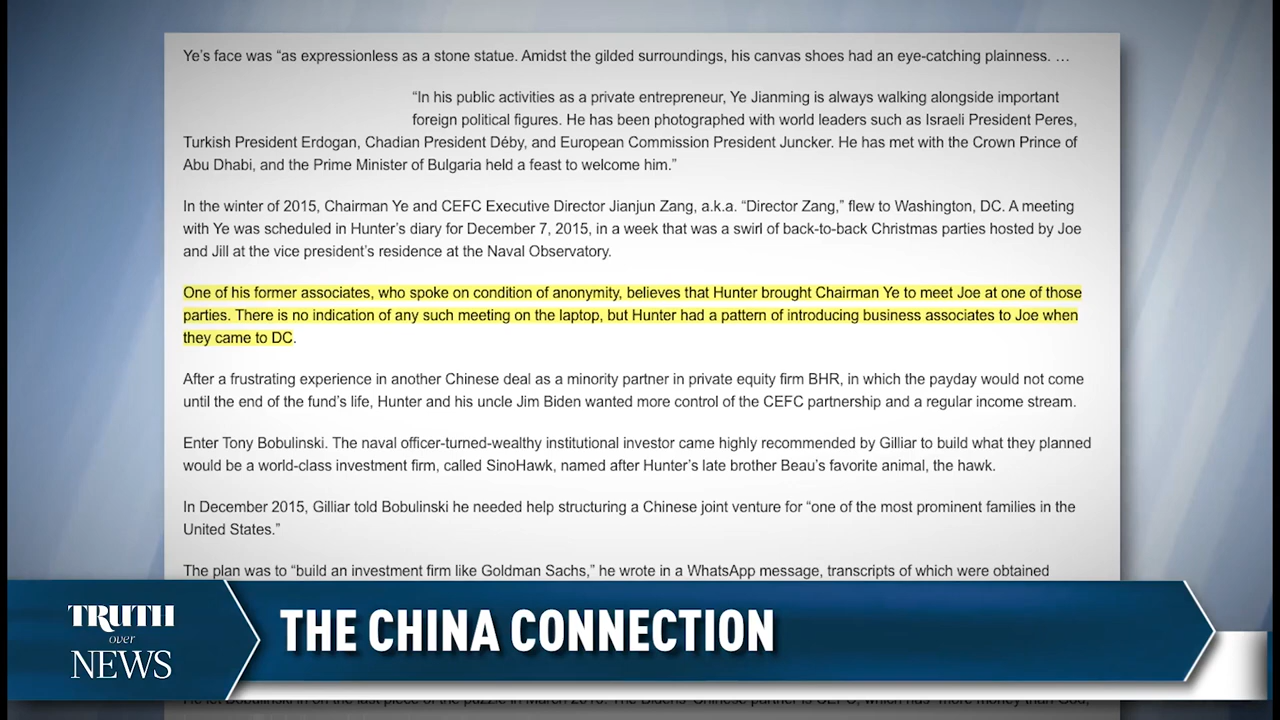 Ye’s face was “as expressionless as a stone statue. Amidst the gilded surroundings, his canvas shoes had an eye-catching plainness. …
“In his public activities as a private entrepreneur, Ye Jianming is always walking alongside important
foreign political figures. He has been photographed with world leaders such as Israeli President Peres,
Turkish President Erdogan, Chadian President Déby, and European Commission President Juncker. He has met with the Crown Prince of
Abu Dhabi, and the Prime Minister of Bulgaria held a feast to welcome him.”
In the winter of 2015, Chairman Ye and CEFC Executive Director Jianjun Zang, a.k.a. “Director Zang,” flew to Washington, DC. A meeting
with Ye was scheduled in Hunter’s diary for December 7, 2015, in a week that was a swirl of back-to-back Christmas parties hosted by Joe
and Jill at the vice president’s residence at the Naval Observatory.
One of his former associates, who spoke on condition of anonymity, believes that Hunter brought Chairman Ye to meet Joe at one of those
parties. There is no indication of any such meeting on the laptop, but Hunter had a pattern of introducing business associates to Joe when
they came to DC.
After a frustrating experience in another Chinese deal as a minority partner in private equity firm BHR, in which the payday would not come
until the end of the fund’s life, Hunter and his uncle Jim Biden wanted more control of the CEFC partnership and a regular income stream.
Enter Tony Bobulinski. The naval officer-turned-wealthy institutional investor came highly recommended by Gilliar to build what they planned
would be a world-class investment firm, called SinoHawk, named after Hunter’s late brother Beau’s favorite animal, the hawk.
In December 2015, Gilliar told Bobulinski he needed help structuring a Chinese joint venture for “one of the most prominent families in the
United States.”
The plan was to “build an investment firm like Goldman Sachs,” he wrote in a WhatsApp message, transcripts of which were obtained
TRUTH
over
NEWS
THE CHINA CONNECTION